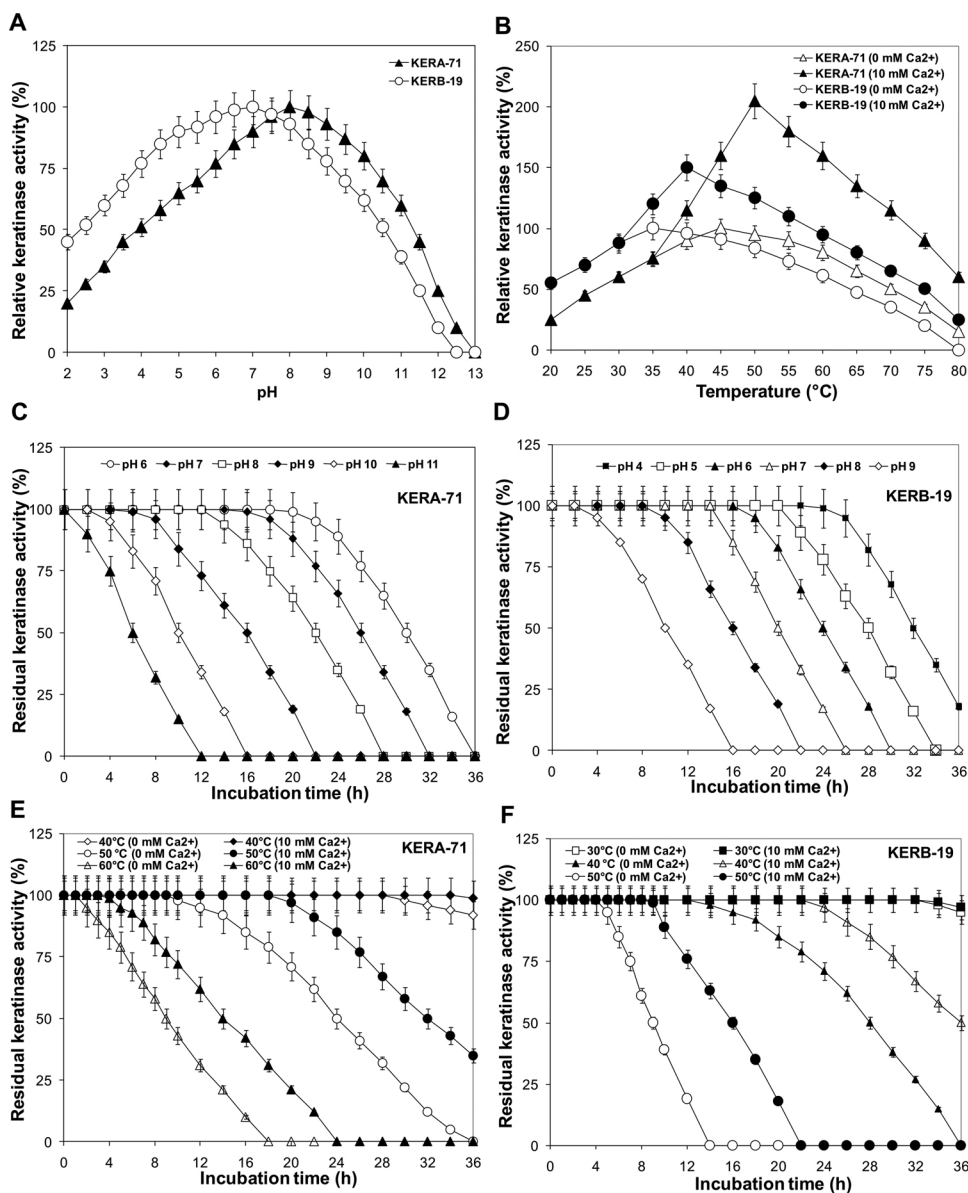 A
125
100
75
50
25
0
Relative keratinase activity (%)
KERA-71
KERB-19
2 3 4 5 6 7 8 9 10 11 12 13
pH
B
250
200
150
100
50
0
Relative keratinase activity (%)
KERA-71 (0 mM Ca2+)
KERA-71 (10 mM Ca2+)
KERB-19 (0 mM Ca2+)
KERB-19 (10 mM Ca2+)
20 25 30 35 40 45 50 55 60 65 70 75 80
Temperature (°C)
C
125
100
75
50
25
0
Residual keratinase activity (%)
pH 6 pH 7 pH 8 pH 9 pH 10 pH 11
KERA-71
0 4 8 12 16 20 24 28 32 36
Incubation time (h)
D
125
100
75
50
25
0
Residual keratinase activity (%)
pH 4 pH 5 pH 6 pH 7 pH 8 pH 9
KERB-19
0 4 8 12 16 20 24 28 32 36
Incubation time (h)
E
125
100
75
50
25
0
Residual keratinase activity (%)
40°C (0 mM Ca2+) 40°C (10 mM Ca2+)
50°C (0 mM Ca2+) 50°C (10 mM Ca2+)
60°C (0 mM Ca2+) 60°C (10 mM Ca2+)
KERA-71
0 4 8 12 16 20 24 28 32 36
Incubation time (h)
F
125
100
75
50
25
0
Residual keratinase activity (%)
30°C (0 mM Ca2+) 30°C (10 mM Ca2+)
40 °C (0 mM Ca2+) 40°C (10 mM Ca2+)
50°C (0 mM Ca2+) 50°C (10 mM Ca2+)
KERB-19
0 4 8 12 16 20 24 28 32 36
Incubation time (h)